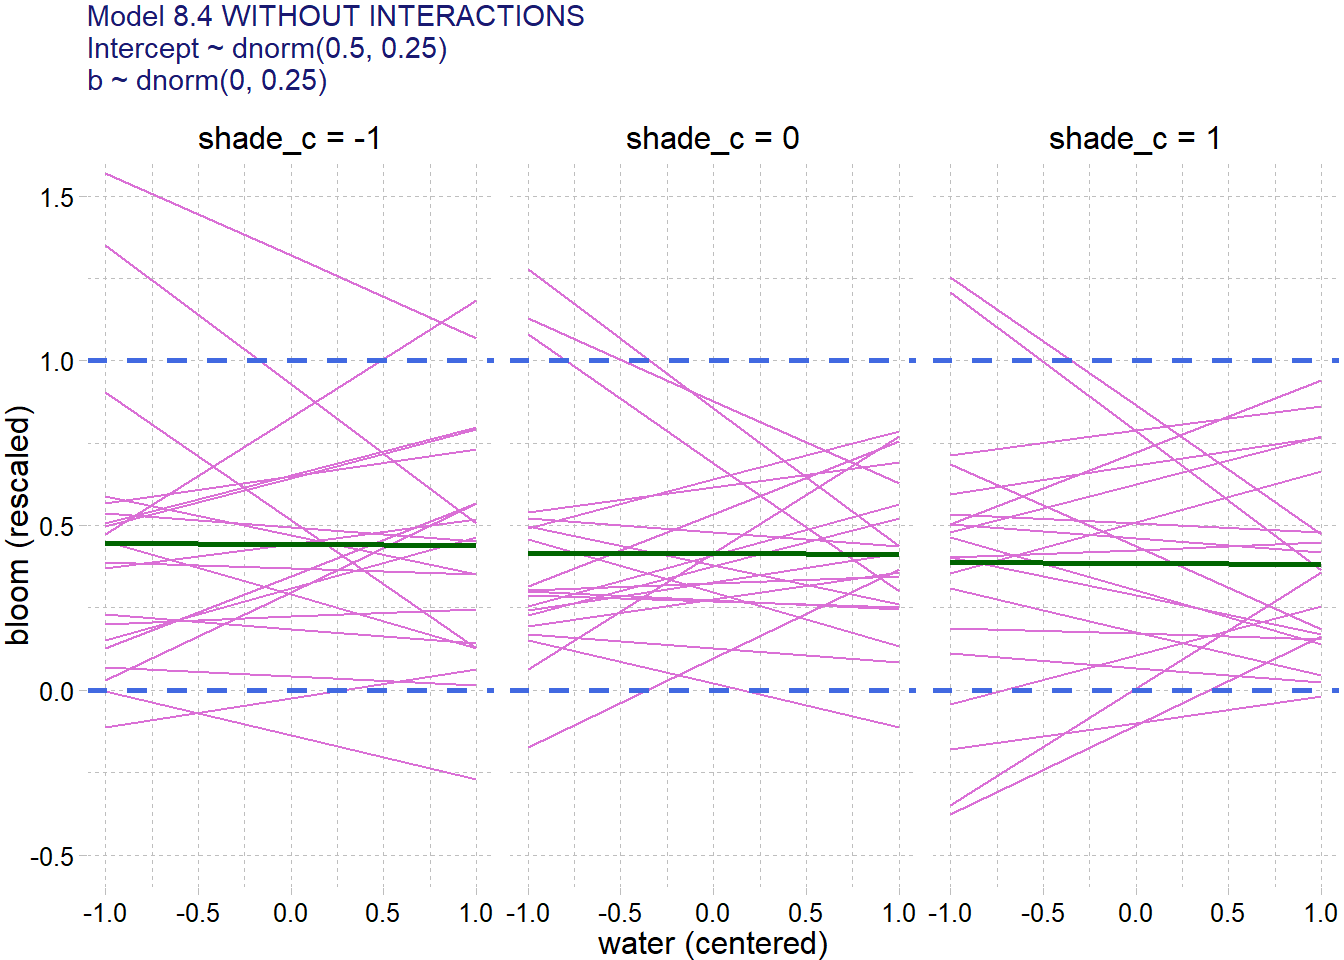 Model 8.4 WITHOUT INTERACTIONS
Intercept ~ dnorm(0.5, 0.25)
b ~ dnorm(0, 0.25)
shade_c = -1
shade_c = 0
shade_c = 1
1.5
1.0
0.5
0.0
-0.5
bloom (rescaled)
-1.0 -0.5 0.0 0.5 1.0 -1.0 -0.5 0.0 0.5 1.0 -1.0 -0.5 0.0 0.5 1.0
water (centered)